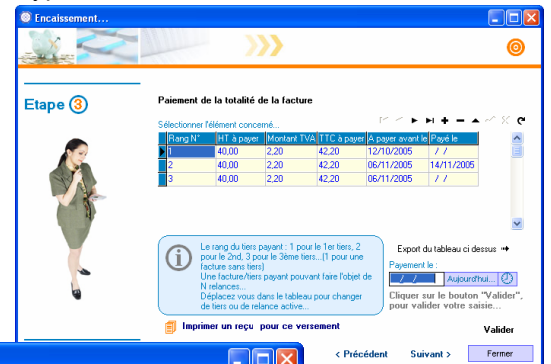 Encaissement...
Etape 3
Paiement de la totalité de la facture
Sélectionner l'élément concerné...
Rang N° HT à payer Montant TVA TTC à payer A payer avant le Payé le
1 40,00 2,20 42,20 12/10/2005 / /
2 40,00 2,20 42,20 06/11/2005 14/11/2005
3 40,00 2,20 42,20 06/11/2005 / /
Le rang du tiers payant : 1 pour le 1er tiers, 2
pour le 2nd, 3 pour le 3ème tiers...(1 pour une
facture sans tiers)
Une facture/tiers payant pouvant faire l'objet de
N relances...
Déplacez vous dans le tableau pour changer
de tiers ou de relance active...
Export du tableau ci dessus
Payement le :
/ / Aujourd'hui...
Cliquer sur le bouton "Valider",
pour valider votre saisie...
Imprimer un reçu pour ce versement
Valider
< Précédent Suivant > Fermer